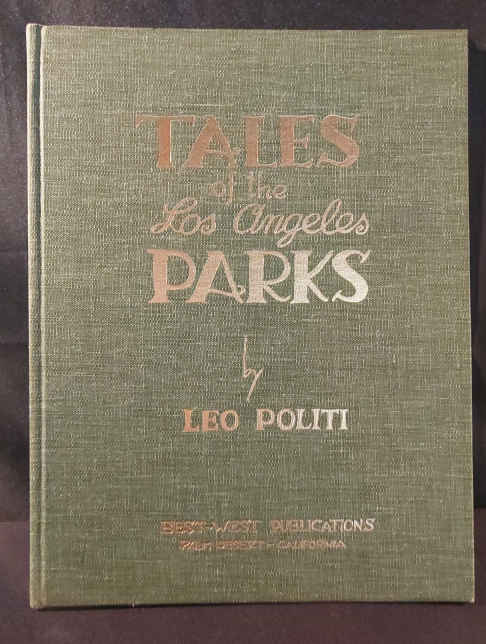 TALES
of the
Los Angeles
PARKS
by
LEO POLITI
BEST-WEST PUBLICATIONS
PALM DESERT - CALIFORNIA